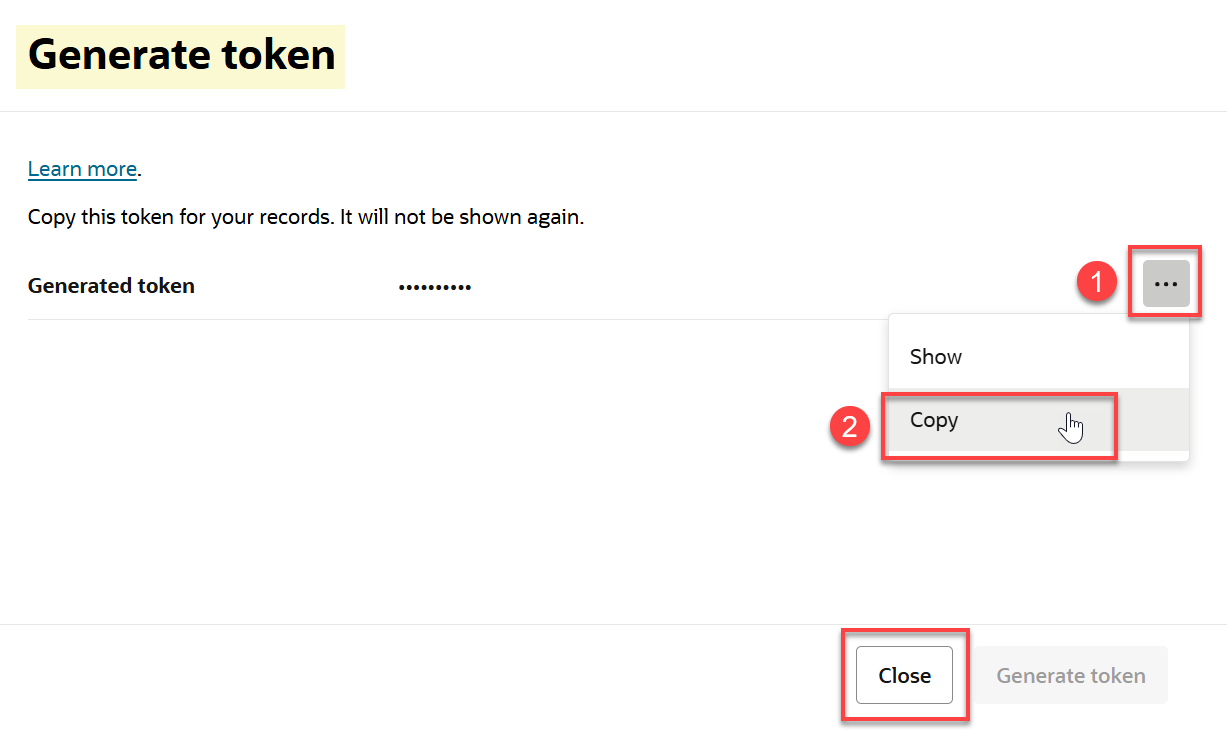 Generate token
Learn more.
Copy this token for your records. It will not be shown again.
Generated token •••••••••• 1 ...
Show
2 Copy
Close Generate token